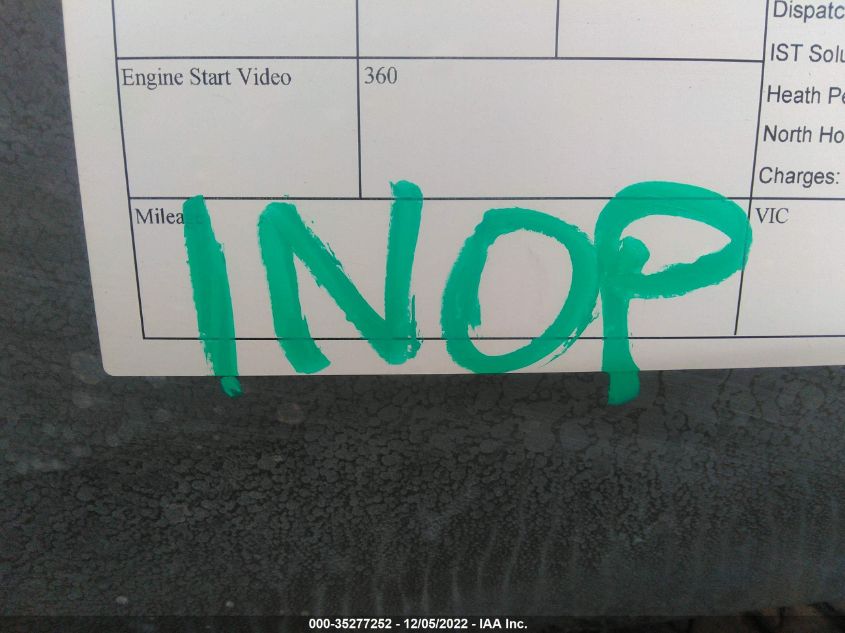 Dispatc
Engine Start Video 360
IST Solu
Heath Pe
North Ho
Charges:
Milea
VIC
INOP
000-35277252 - 12/05/2022 - IAA Inc.